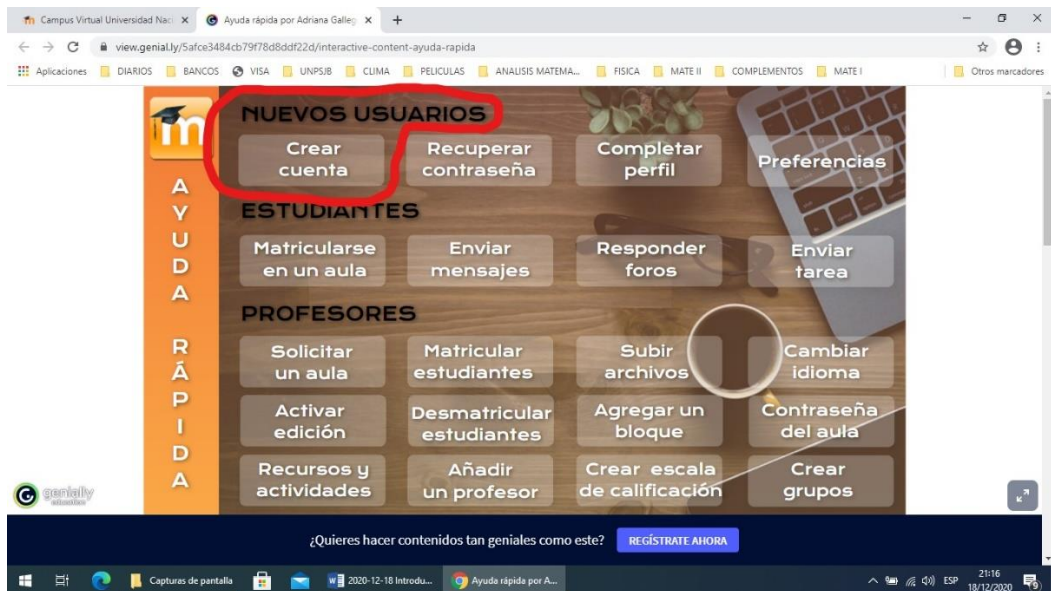 Campus Virtual Universidad Naci
Ayuda rápida por Adriana Galleg
view.genial.ly/5afce3484cb79f78d8ddf22d/interactive-content-ayuda-rapida
Aplicaciones DIARIOS BANCOS VISA UNPSJB CLIMA PELICULAS ANALISIS MATEMA... FISICA MATE II COMPLEMENTOS MATE I Otros marcadores
m
AYUDA RÁPIDA
NUEVOS USUARIOS
Crear cuenta
Recuperar contraseña
Completar perfil
Preferencias
ESTUDIANTES
Matricularse en un aula
Enviar mensajes
Responder foros
Enviar tarea
PROFESORES
Solicitar un aula
Matricular estudiantes
Subir archivos
Cambiar idioma
Activar edición
Desmatricular estudiantes
Agregar un bloque
Contraseña del aula
Recursos y actividades
Añadir un profesor
Crear escala de calificación
Crear grupos
genially
¿Quieres hacer contenidos tan geniales como este? REGÍSTRATE AHORA
Capturas de pantalla 2020-12-18 Introdu... Ayuda rápida por A... ESP 21:16
18/12/2020